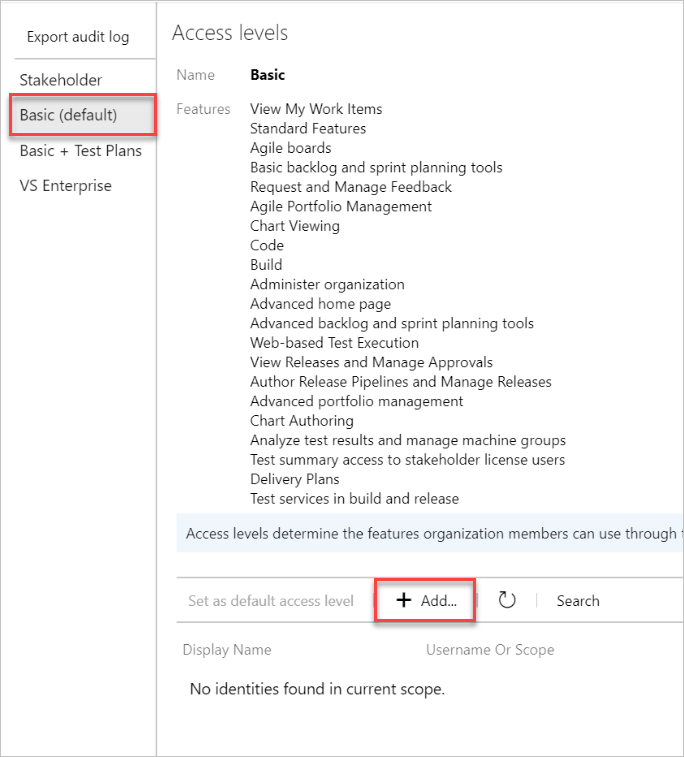 Export audit log
Stakeholder
Basic (default)
Basic + Test Plans
VS Enterprise
Access levels
Name Basic
Features View My Work Items
Standard Features
Agile boards
Basic backlog and sprint planning tools
Request and Manage Feedback
Agile Portfolio Management
Chart Viewing
Code
Build
Administer organization
Advanced home page
Advanced backlog and sprint planning tools
Web-based Test Execution
View Releases and Manage Approvals
Author Release Pipelines and Manage Releases
Advanced portfolio management
Chart Authoring
Analyze test results and manage machine groups
Test summary access to stakeholder license users
Delivery Plans
Test services in build and release
Access levels determine the features organization members can use through
Set as default access level + Add... Search
Display Name Username Or Scope
No identities found in current scope.